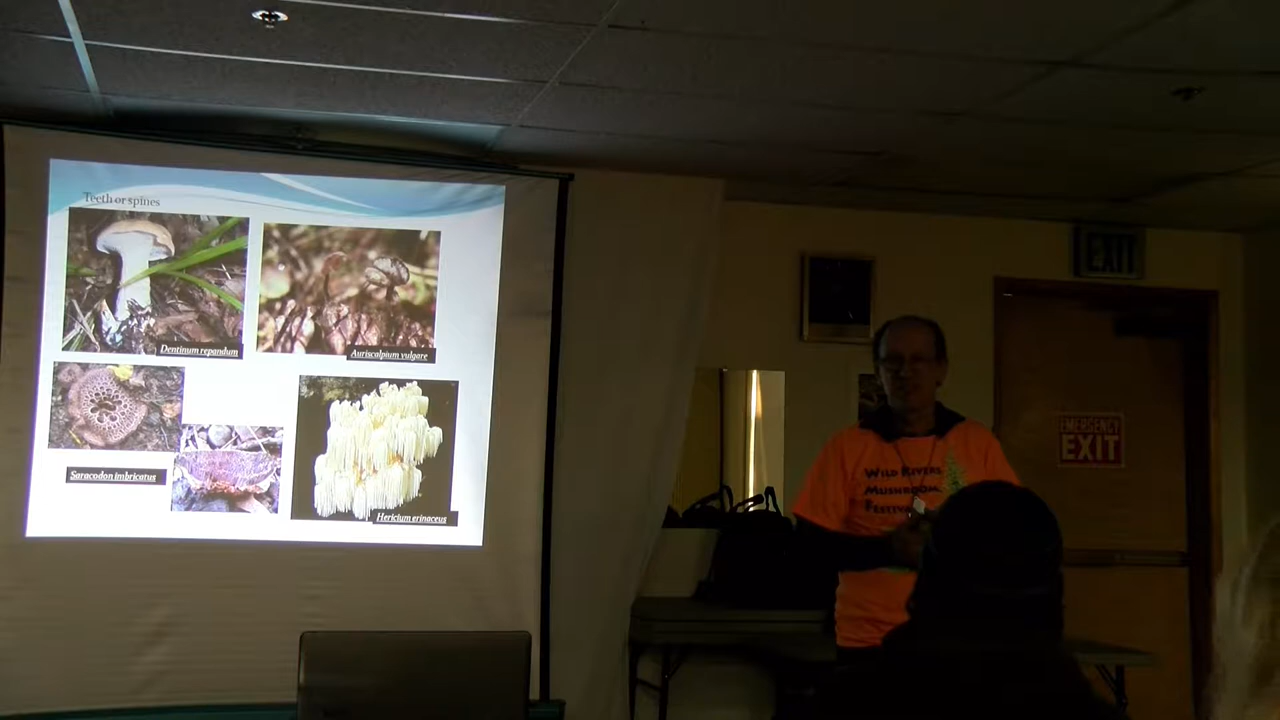 Teeth or spines
Dentinum repandum
Auriscalpium vulgare
Saracodon imbricatus
Hericium erinaceus
EXIT
EMERGENCY
EXIT
WILD RIVERS
MUSHROOM
FESTIVAL